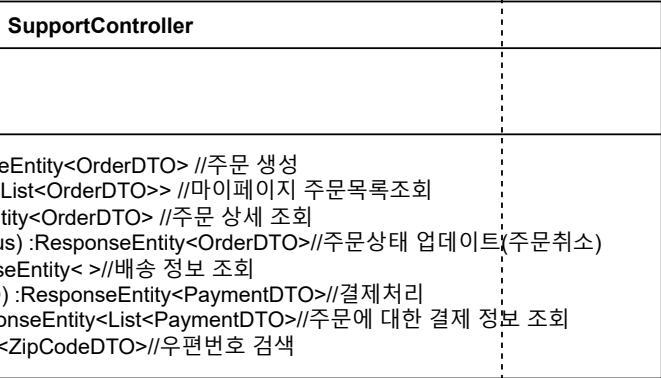 SupportController
eEntity<OrderDTO> //주문 생성
List<OrderDTO>> //마이페이지 주문목록조회
tity<OrderDTO> //주문 상세 조회
us) :ResponseEntity<OrderDTO>//주문상태 업데이트(주문취소)
seEntity< >//배송 정보 조회
) :ResponseEntity<PaymentDTO>//결제처리
onseEntity<List<PaymentDTO>//주문에 대한 결제 정보 조회
<ZipCodeDTO>//우편번호 검색